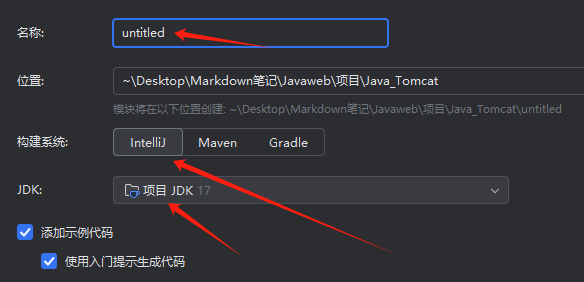 名称: untitled
位置: ~\Desktop\Markdown笔记\Javaweb\项目\Java_Tomcat
模块将在以下位置创建: ~\Desktop\Markdown笔记\Javaweb\项目\Java_Tomcat\untitled
构建系统: IntelliJ Maven Gradle
JDK: 项目 JDK 17
添加示例代码
使用入门提示生成代码